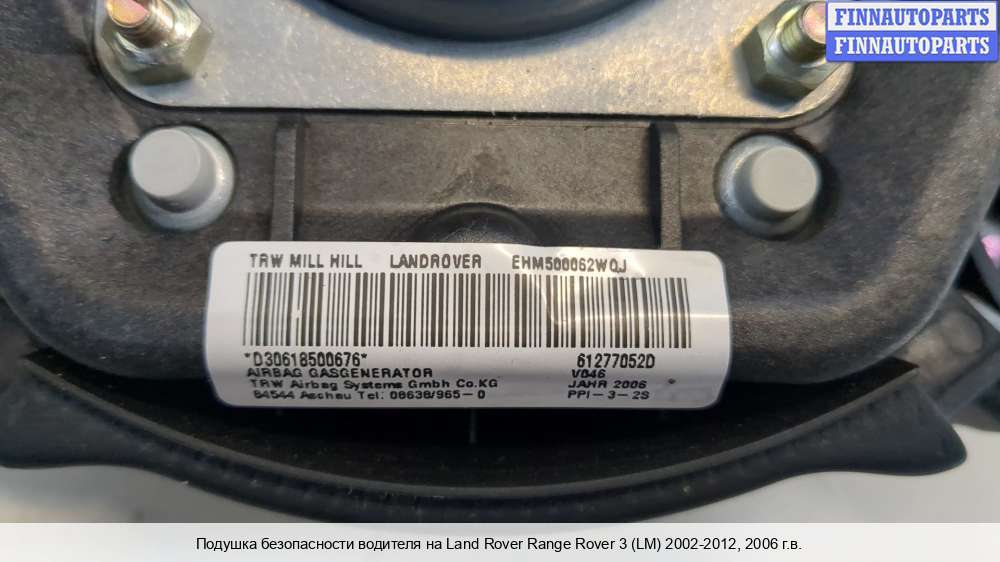 FINNAUTOPARTS
FINNAUTOPARTS
TRW MILL HILL LANDROVER EHM500062WQJ
*D30618500676* 61277052D
AIRBAG GASGENERATOR V046
TRW Airbag Systems Gmbh Co.KG JAHR 2006
84544 Aschau Tel: 08638/965-0 PPI-3-2S
Подушка безопасности водителя на Land Rover Range Rover 3 (LM) 2002-2012, 2006 г.в.